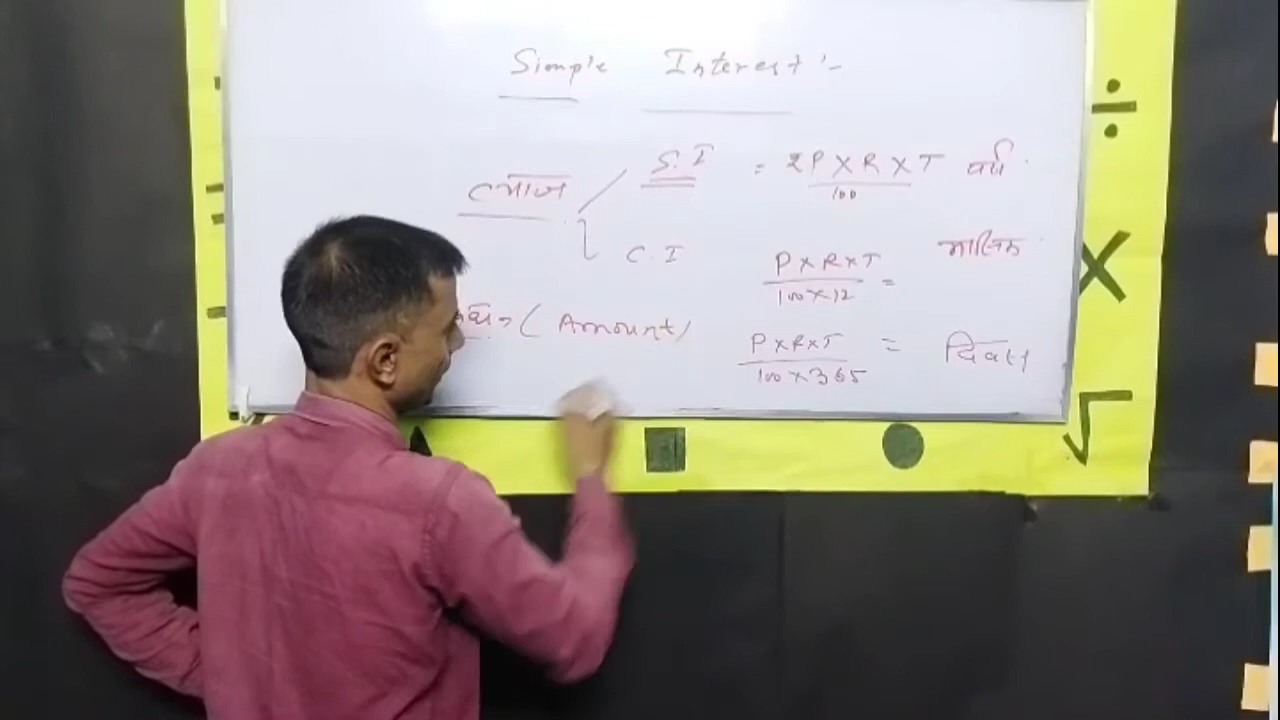 Simple Interest :-
ब्याज S.I = P X R X T वर्ष
100
C.I
P X R X T मासिक
100 X 12 =
(Amount)
P X R X T = दिवस
100 X 365